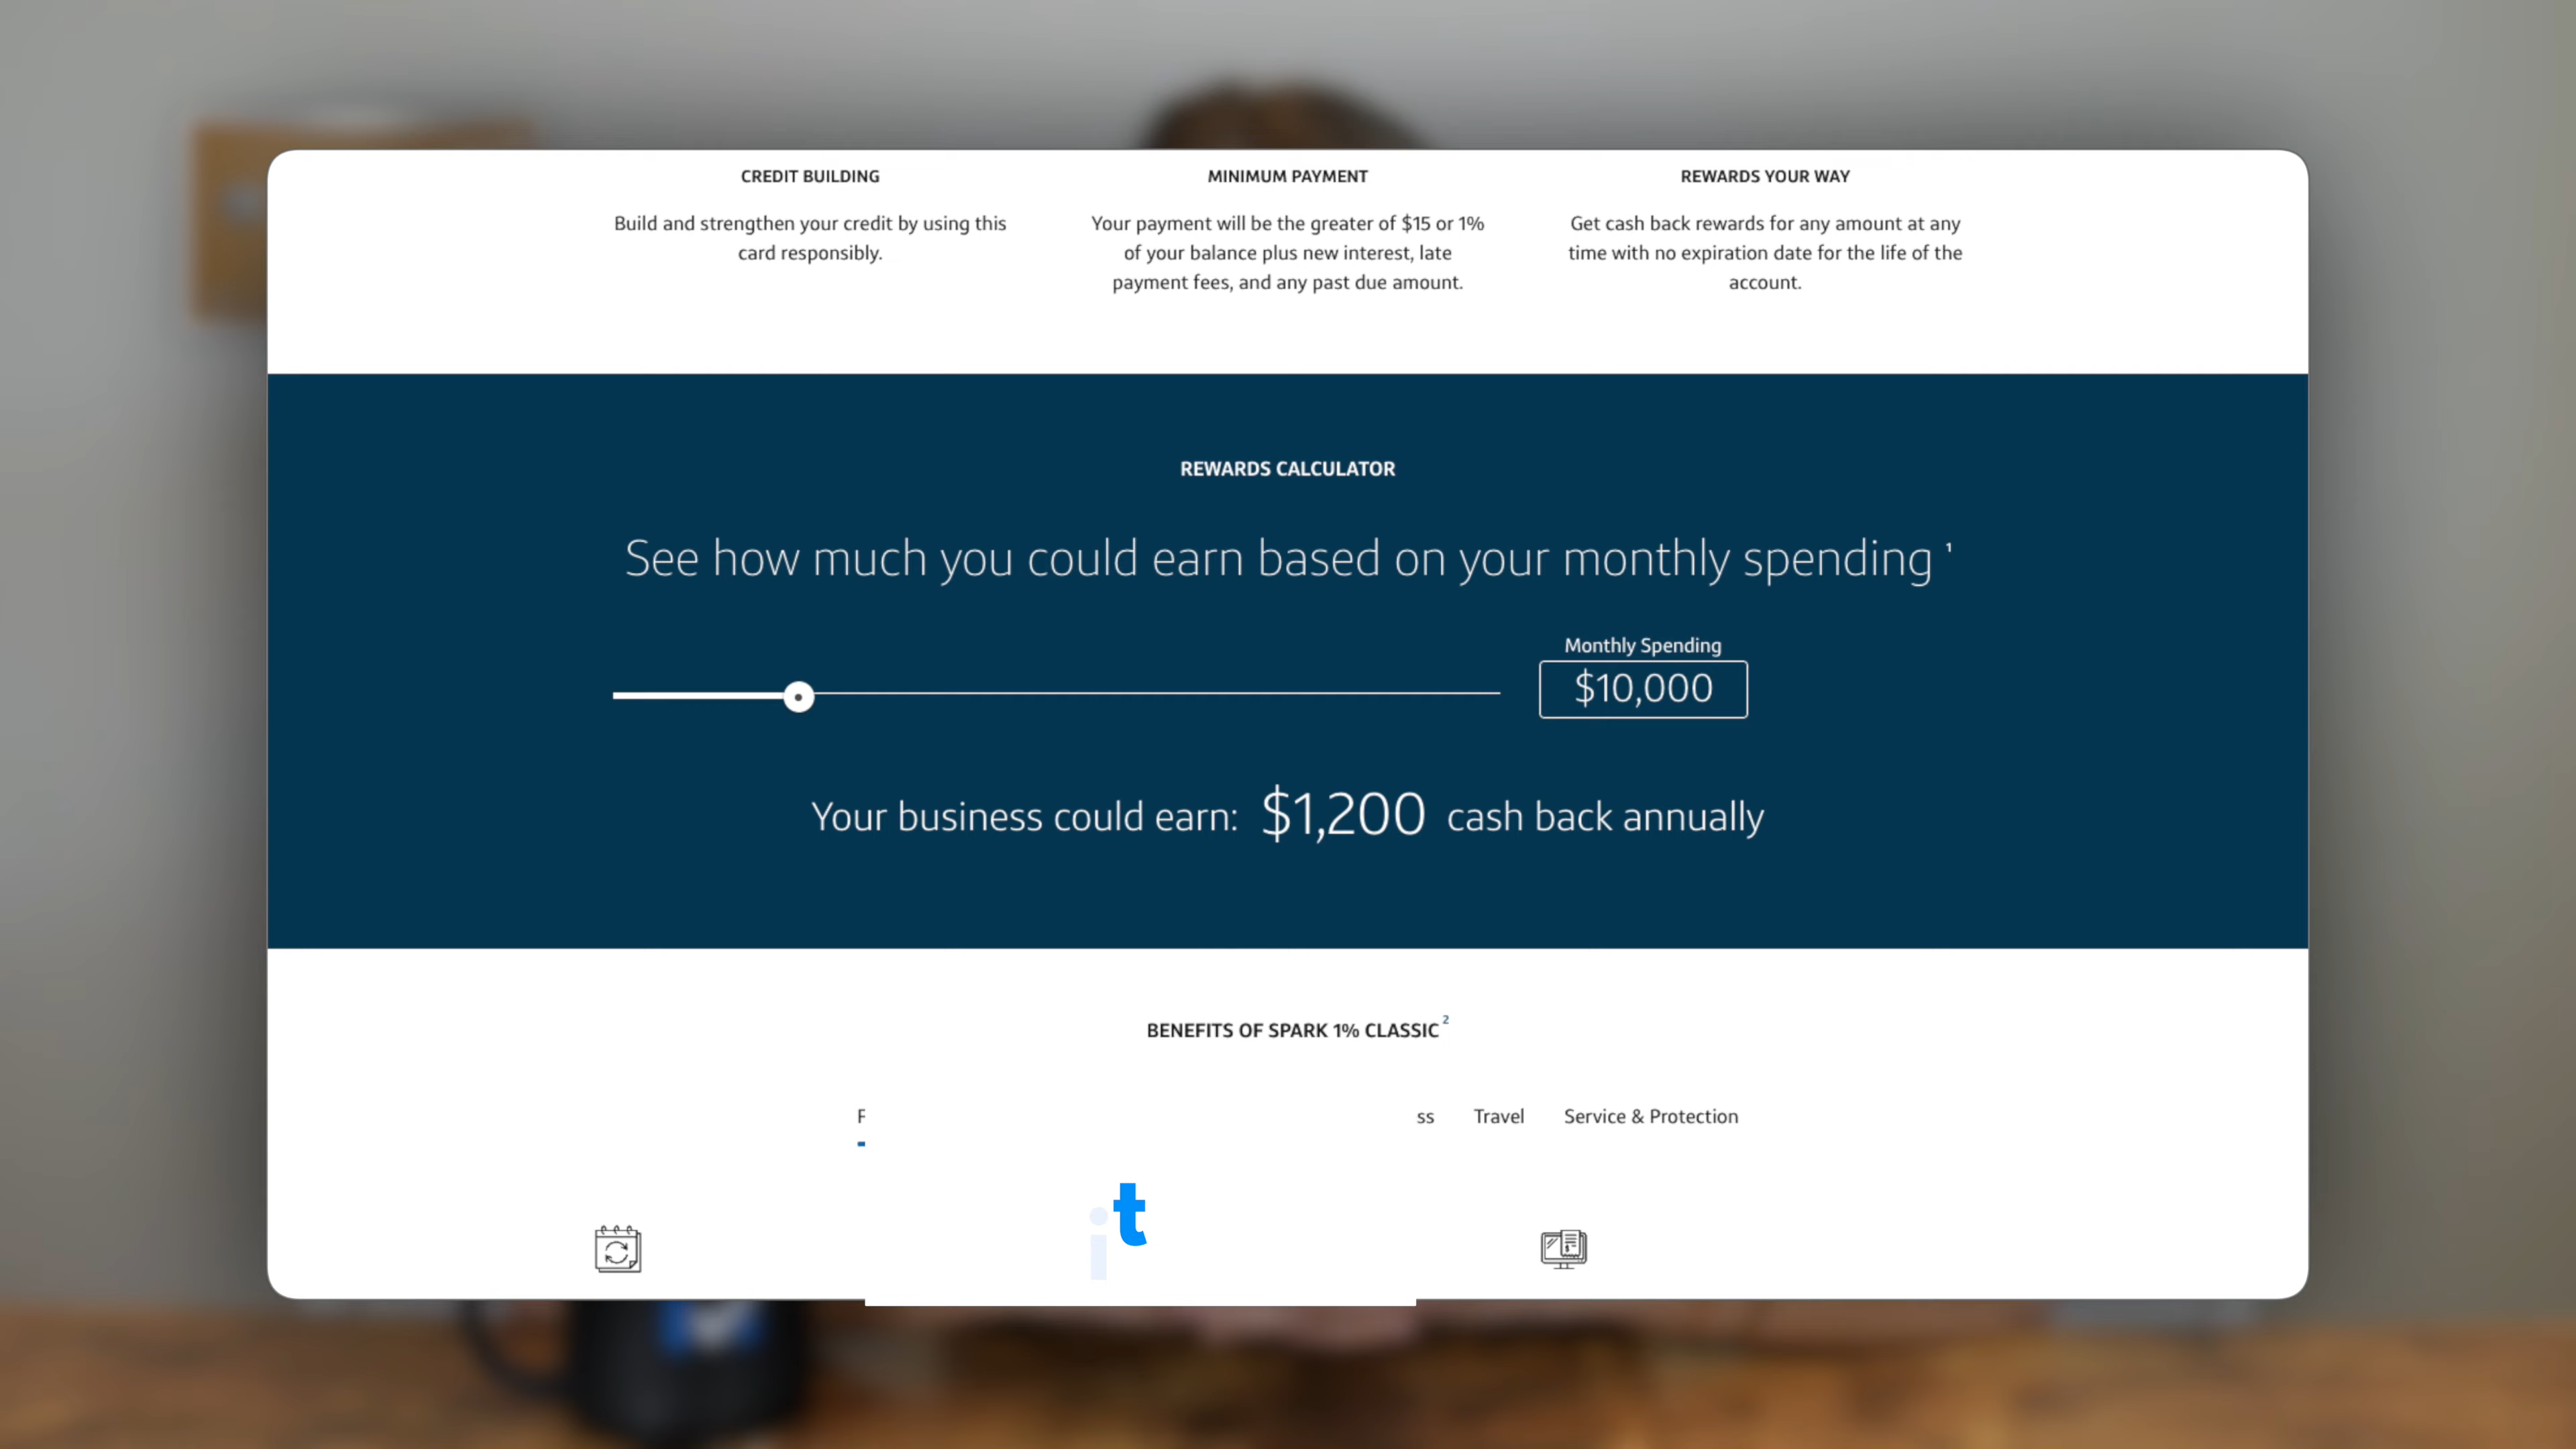 CREDIT BUILDING
Build and strengthen your credit by using this
card responsibly.
MINIMUM PAYMENT
Your payment will be the greater of $15 or 1%
of your balance plus new interest, late
payment fees, and any past due amount.
REWARDS YOUR WAY
Get cash back rewards for any amount at any
time with no expiration date for the life of the
account.
REWARDS CALCULATOR
See how much you could earn based on your monthly spending ¹
Monthly Spending
$10,000
Your business could earn: $1,200 cash back annually
BENEFITS OF SPARK 1% CLASSIC ²
Travel Service & Protection
it